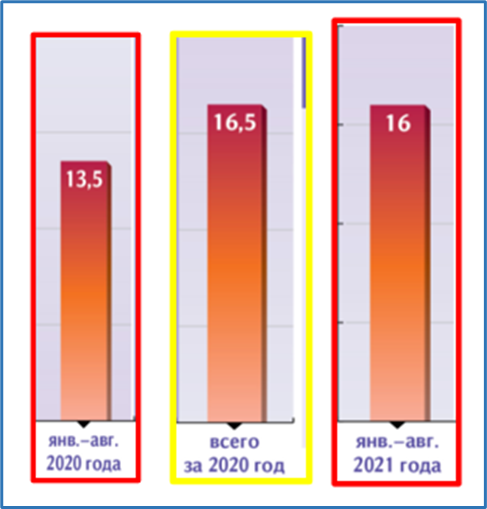 13,5
янв.–авг.
2020 года
16,5
всего
за 2020 год
16
янв.–авг.
2021 года